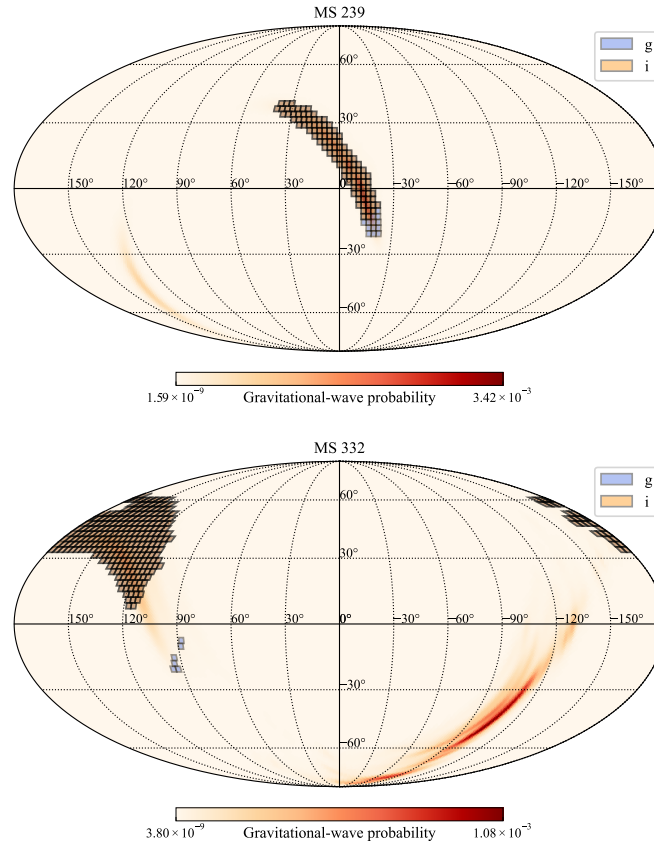 MS 239
g
i
60°
30°
150° 120° 90° 30° 0° −30° −60° −90° −120° −150°
−30°
−60°
1.59 × 10⁻⁹ Gravitational-wave probability 3.42 × 10⁻³
MS 332
g
i
60°
30°
150° 120° 90° 60° 30° 0° −30° −60° −90° −120° −150°
−30°
−60°
3.80 × 10⁻⁹ Gravitational-wave probability 1.08 × 10⁻³